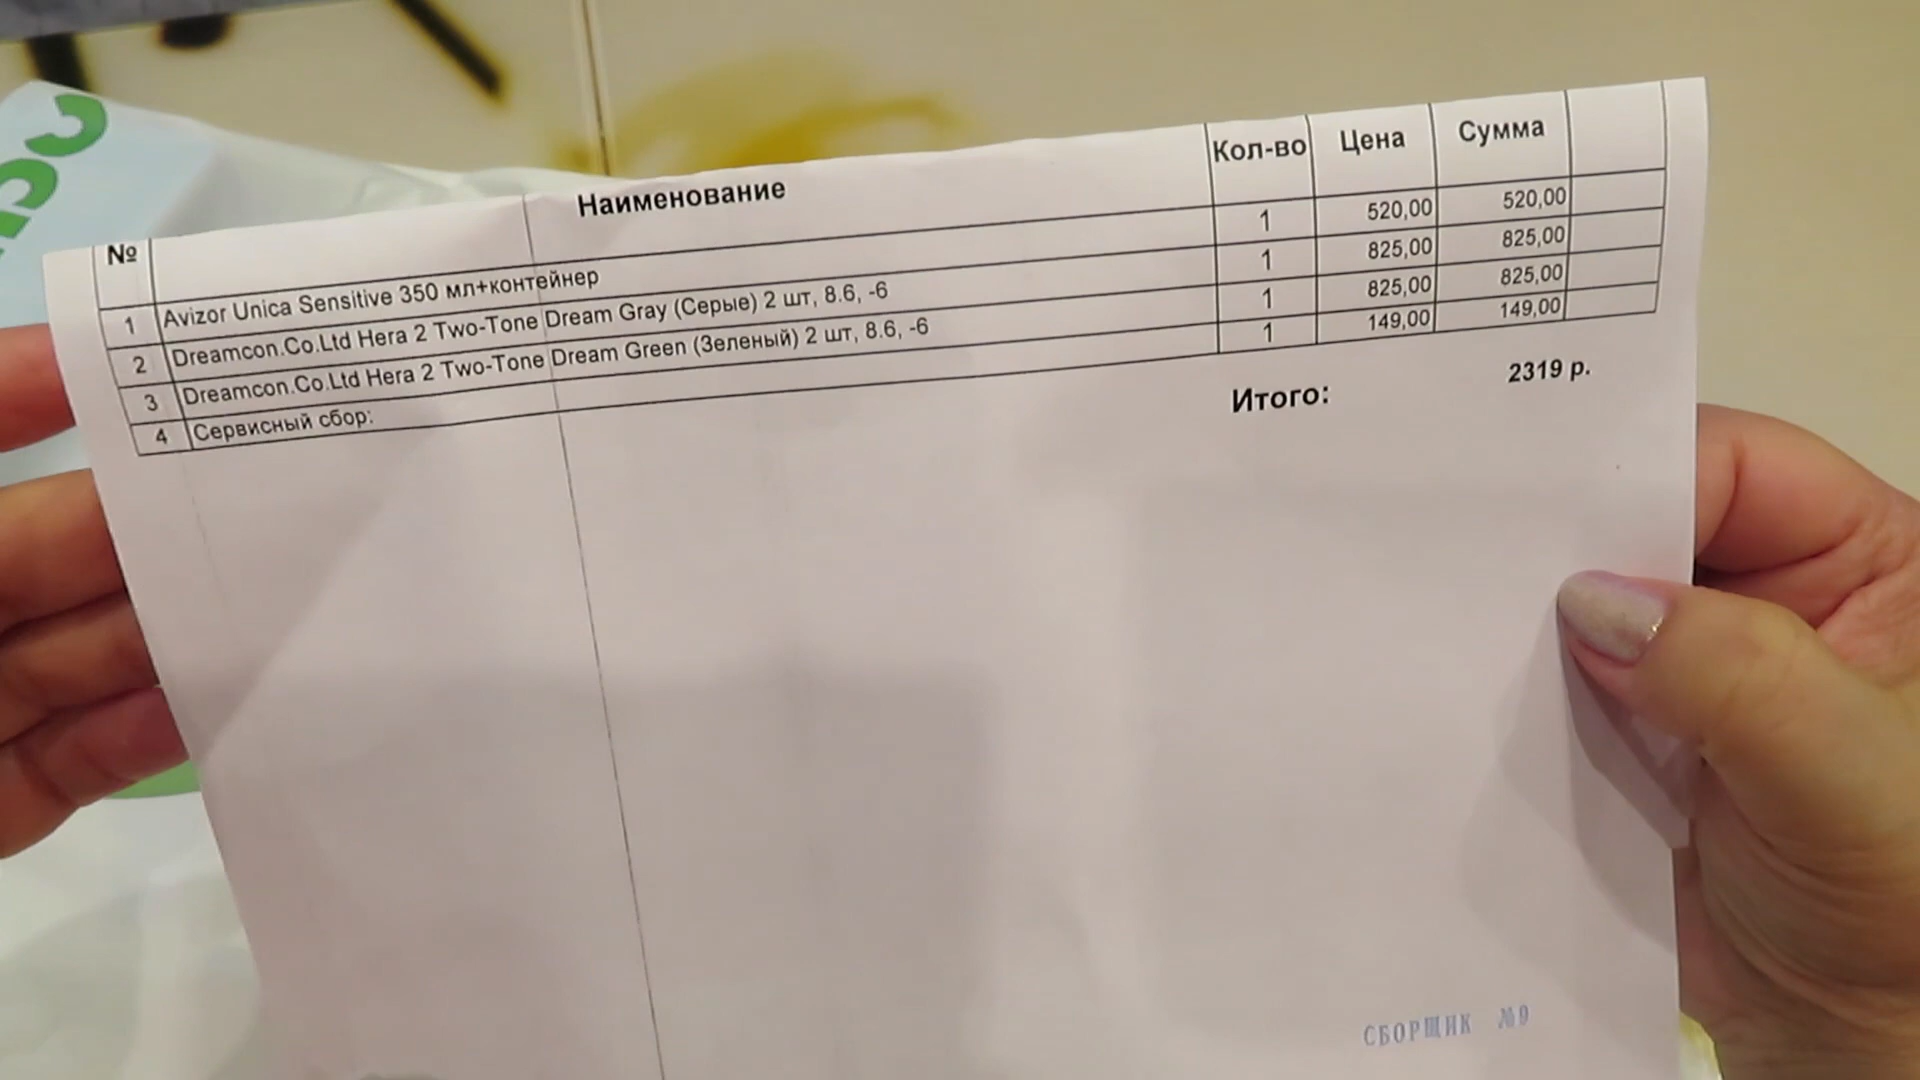 № Наименование Кол-во Цена Сумма
1 Avizor Unica Sensitive 350 мл+контейнер 1 520,00 520,00
2 Dreamcon.Co.Ltd Hera 2 Two-Tone Dream Gray (Серые) 2 шт, 8.6, -6 1 825,00 825,00
3 Dreamcon.Co.Ltd Hera 2 Two-Tone Dream Green (Зеленый) 2 шт, 8.6, -6 1 825,00 825,00
4 Сервисный сбор: 1 149,00 149,00
Итого: 2319 р.
СБОРЩИК №9